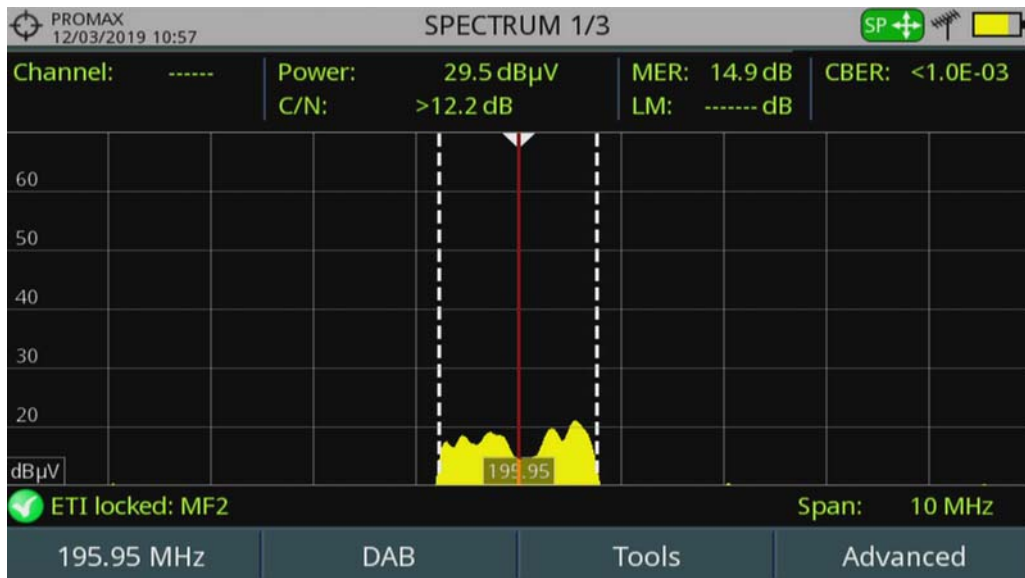 PROMAX
12/03/2019 10:57
SPECTRUM 1/3
SP
Channel: ------
Power: 29.5 dBµV
MER: 14.9 dB
CBER: <1.0E-03
C/N: >12.2 dB
LM: ------- dB
60
50
40
30
20
dBµV
195.95
ETI locked: MF2
Span: 10 MHz
195.95 MHz
DAB
Tools
Advanced